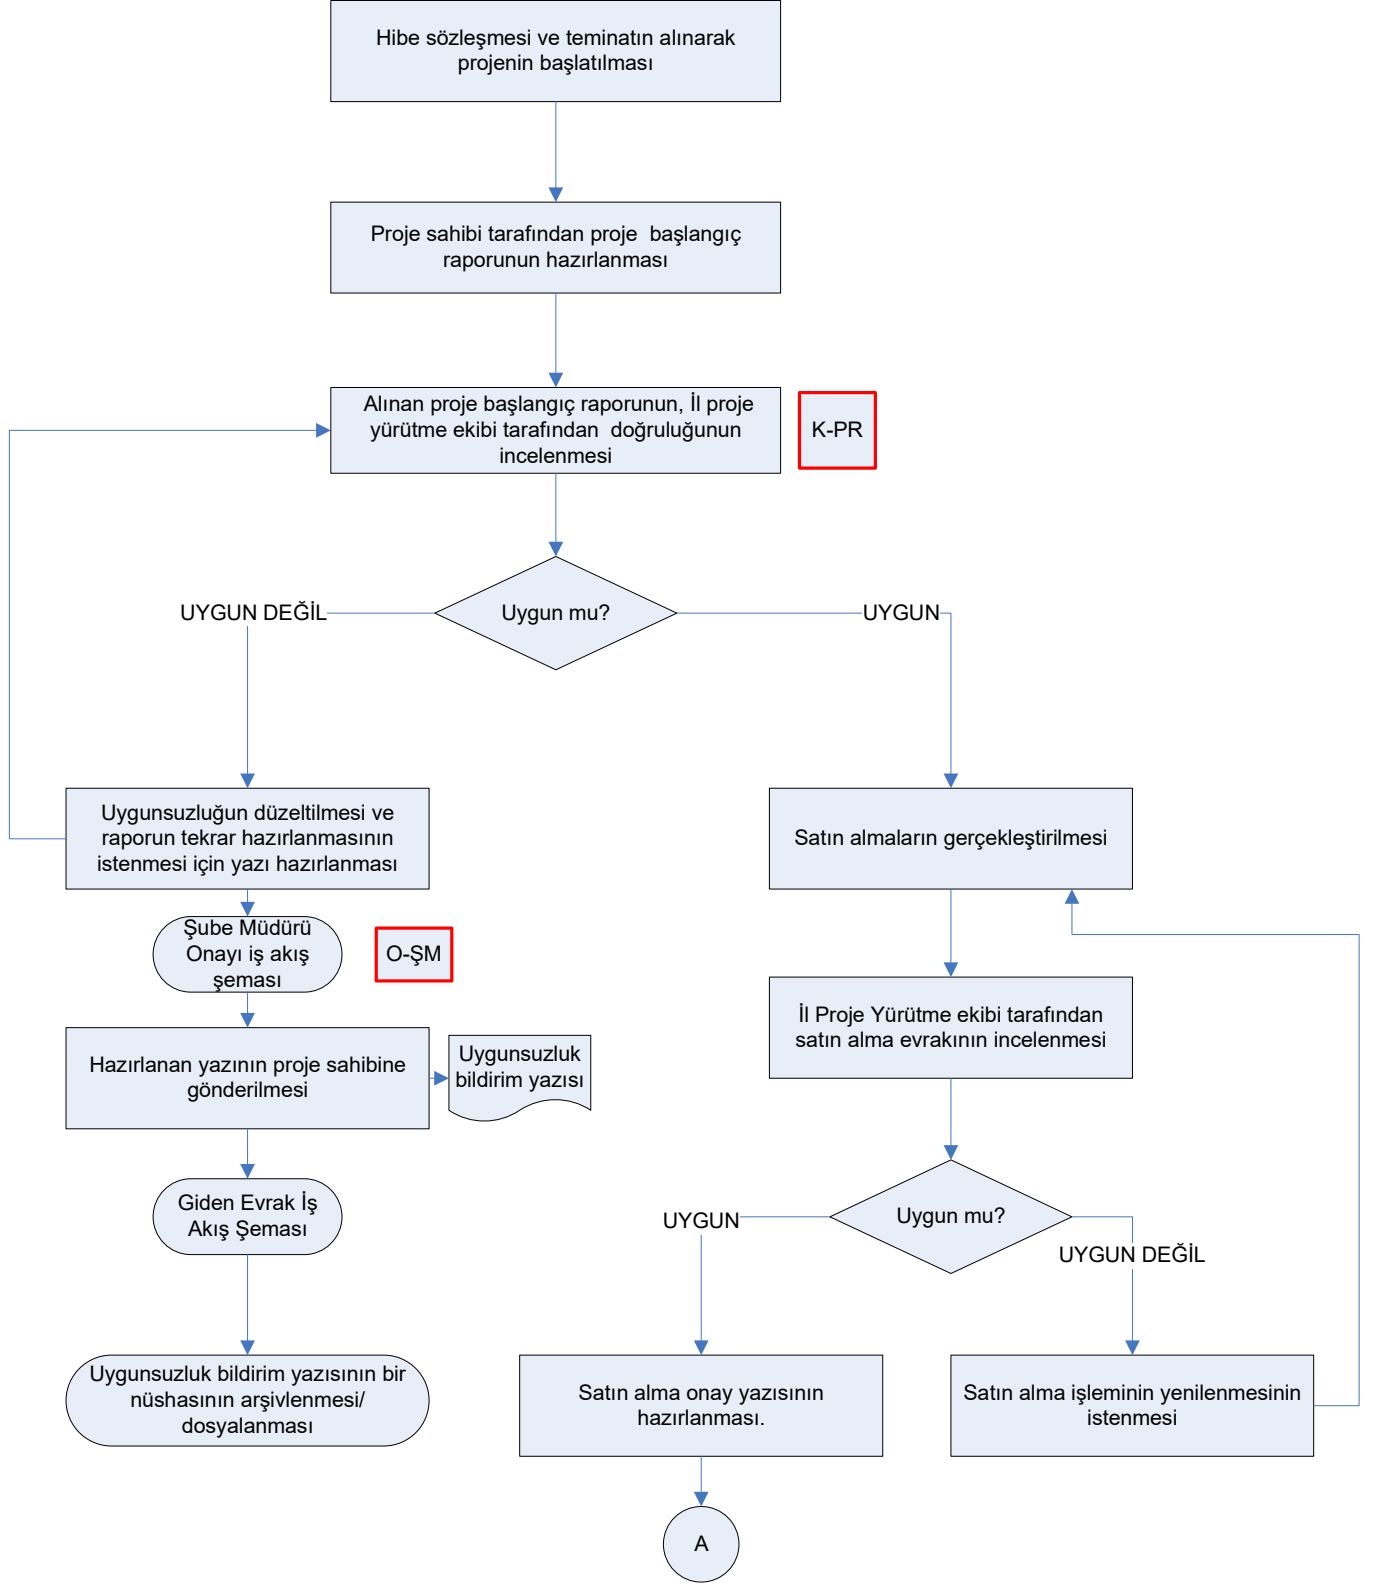 Hibe sözleşmesi ve teminatın alınarak
projenin başlatılması
Proje sahibi tarafından proje  başlangıç
raporunun hazırlanması
Alınan proje başlangıç raporunun, İl proje
yürütme ekibi tarafından  doğruluğunun
incelenmesi
K-PR
Uygun mu?
UYGUN DEĞİL
UYGUN
Uygunsuzluğun düzeltilmesi ve
raporun tekrar hazırlanmasının
istenmesi için yazı hazırlanması
Satın almaların gerçekleştirilmesi
Şube Müdürü
Onayı iş akış
şeması
O-ŞM
İl Proje Yürütme ekibi tarafından
satın alma evrakının incelenmesi
Hazırlanan yazının proje sahibine
gönderilmesi
Uygunsuzluk
bildirim yazısı
Giden Evrak İş
Akış Şeması
Uygun mu?
UYGUN
UYGUN DEĞİL
Uygunsuzluk bildirim yazısının bir
nüshasının arşivlenmesi/
dosyalanması
Satın alma onay yazısının
hazırlanması.
Satın alma işleminin yenilenmesinin
istenmesi
A